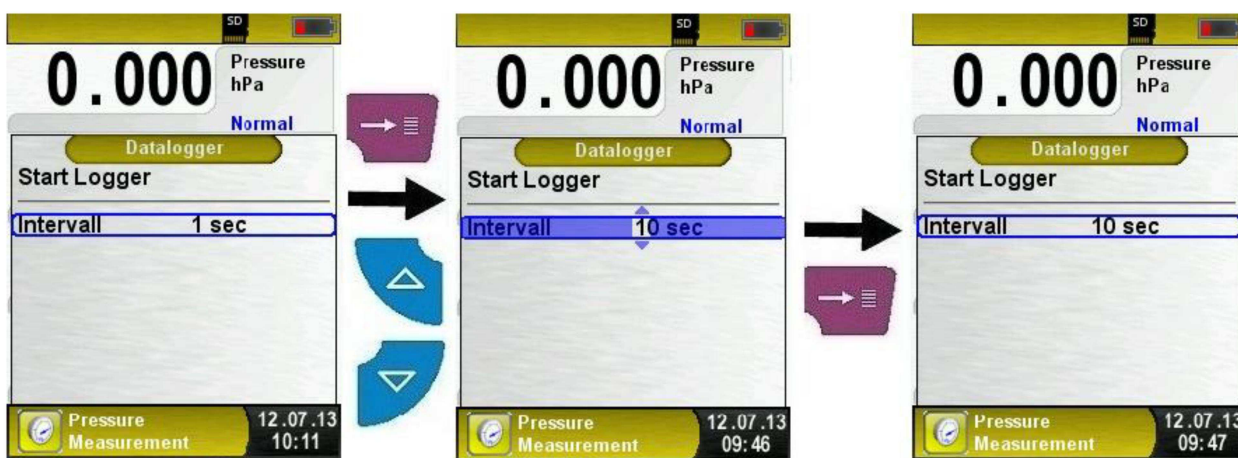 SD
0.000
Pressure
hPa
Normal
Datalogger
Start Logger
Intervall 1 sec
Pressure
Measurement
12.07.13
10:11
SD
0.000
Pressure
hPa
Normal
Datalogger
Start Logger
Intervall 10 sec
Pressure
Measurement
12.07.13
09:46
SD
0.000
Pressure
hPa
Normal
Datalogger
Start Logger
Intervall 10 sec
Pressure
Measurement
12.07.13
09:47